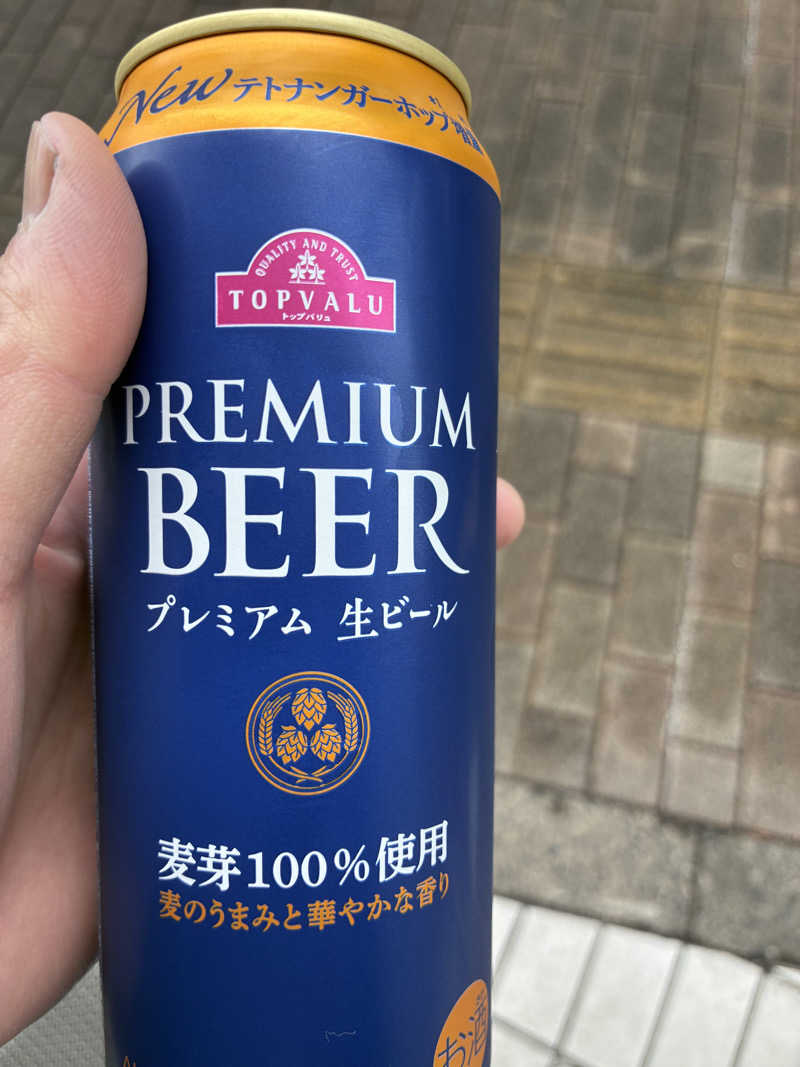 New テトナンガーホップ増量
QUALITY AND TRUST
TOPVALU
トップバリュ
PREMIUM
BEER
プレミアム 生ビール
麦芽100%使用
麦のうまみと華やかな香り
お酒